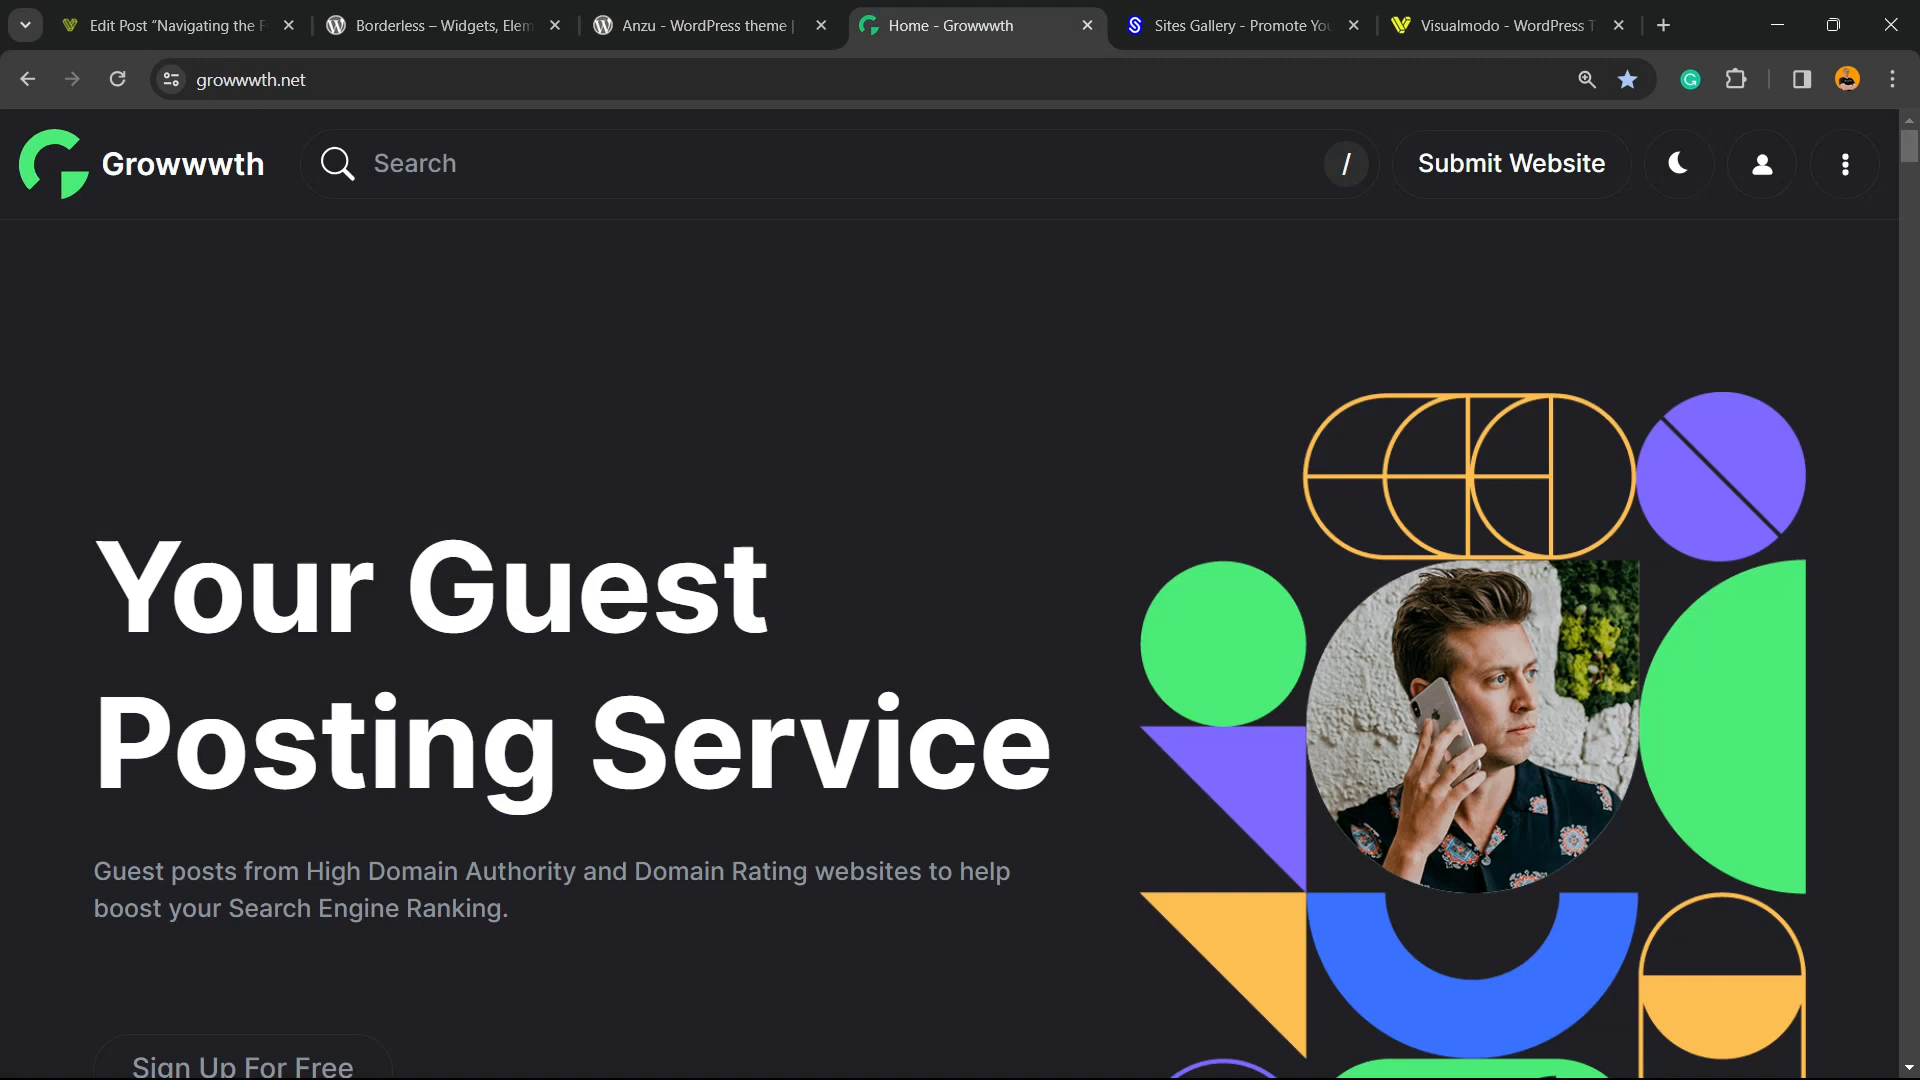 Edit Post “Navigating the F
Borderless – Widgets, Elem
Anzu - WordPress theme |
Home - Growwwth
Sites Gallery - Promote You
Visualmodo - WordPress T
growwwth.net
Growwwth
Search
/
Submit Website
Your Guest
Posting Service
Guest posts from High Domain Authority and Domain Rating websites to help
boost your Search Engine Ranking.
Sign Up For Free